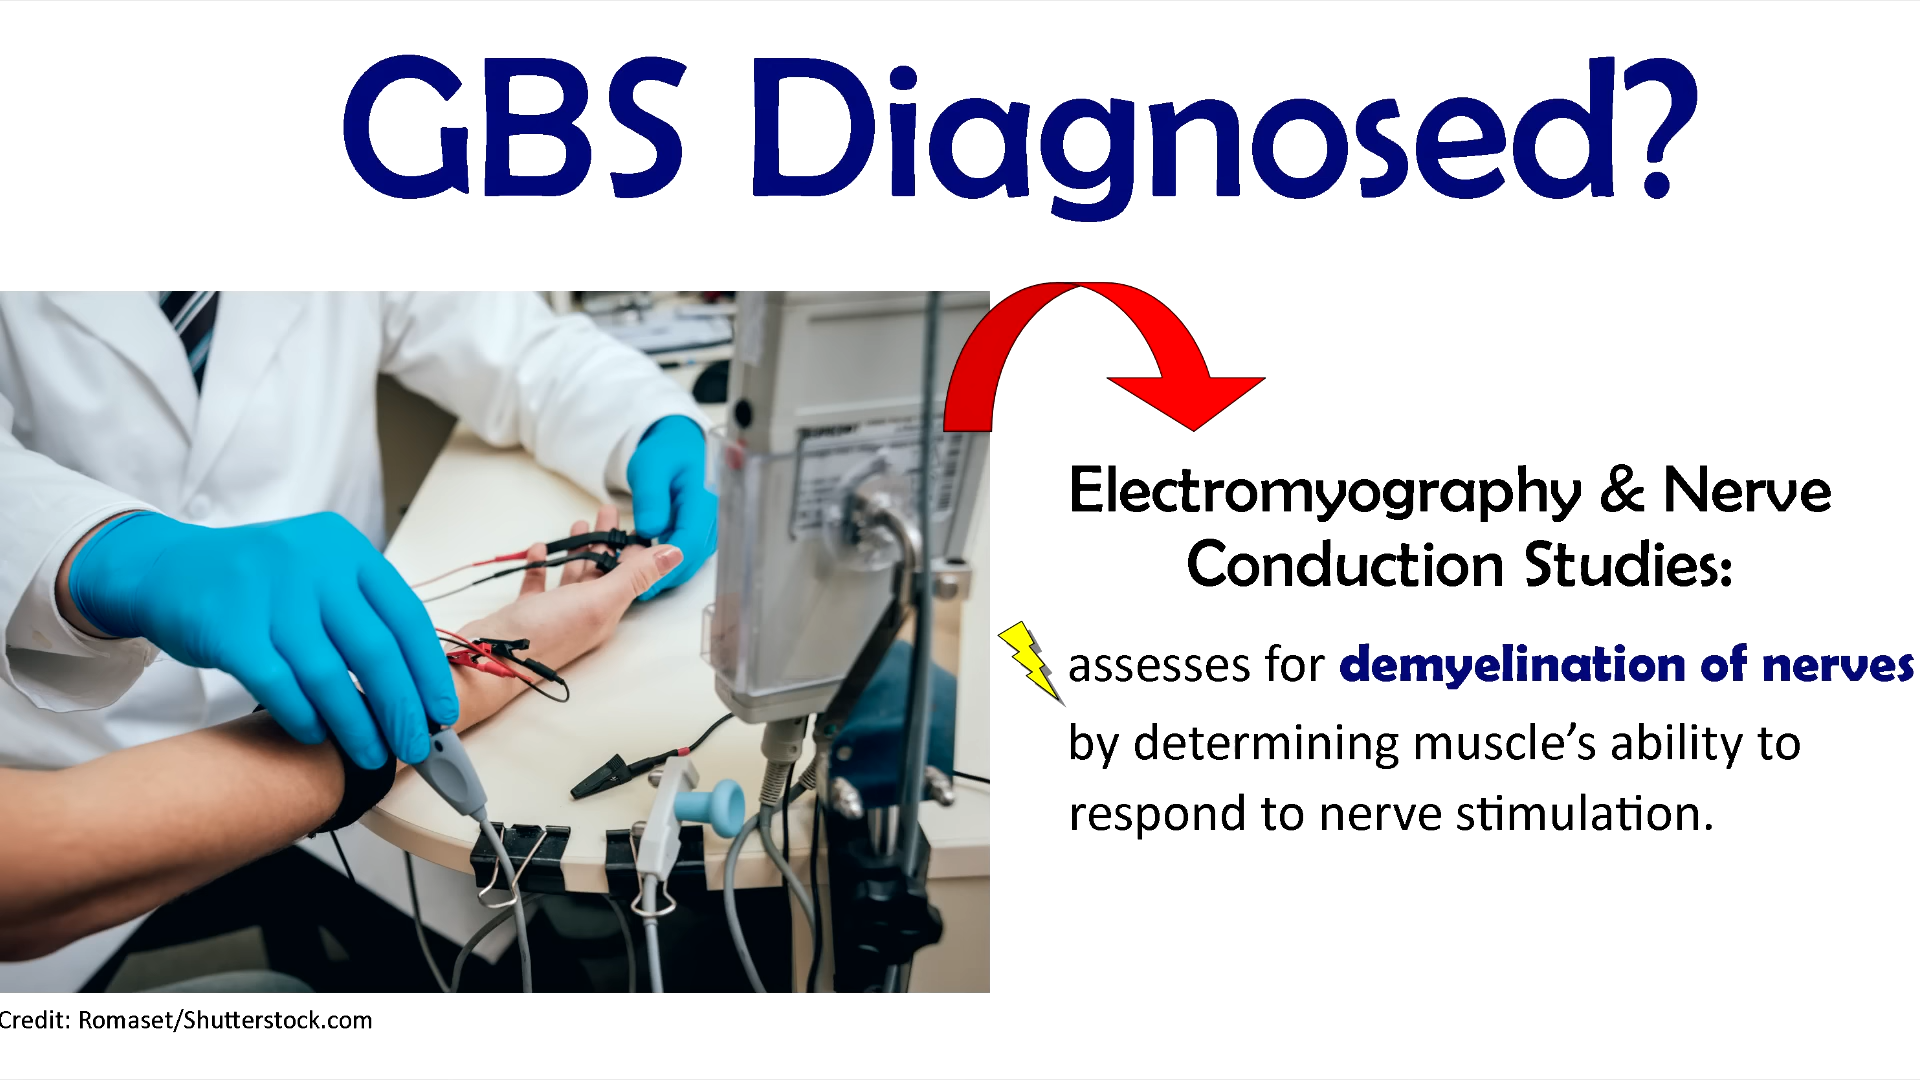 GBS Diagnosed?
Electromyography & Nerve
Conduction Studies:
assesses for demyelination of nerves
by determining muscle’s ability to
respond to nerve stimulation.
Credit: Romaset/Shutterstock.com